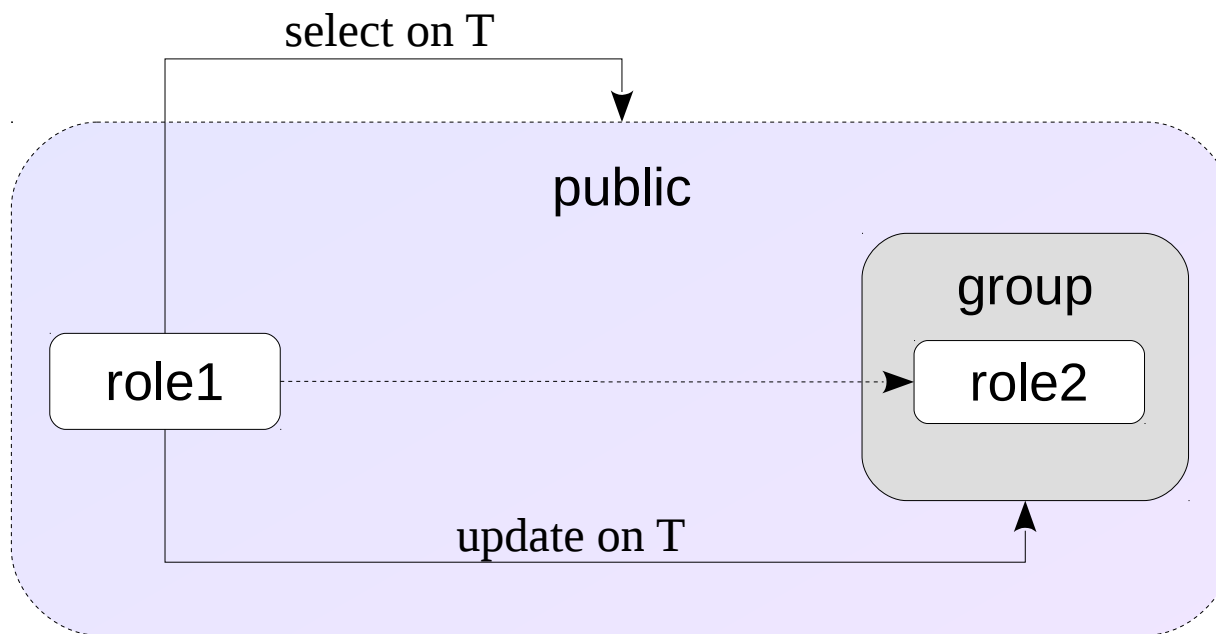 select on T
public
group
role1
role2
update on T